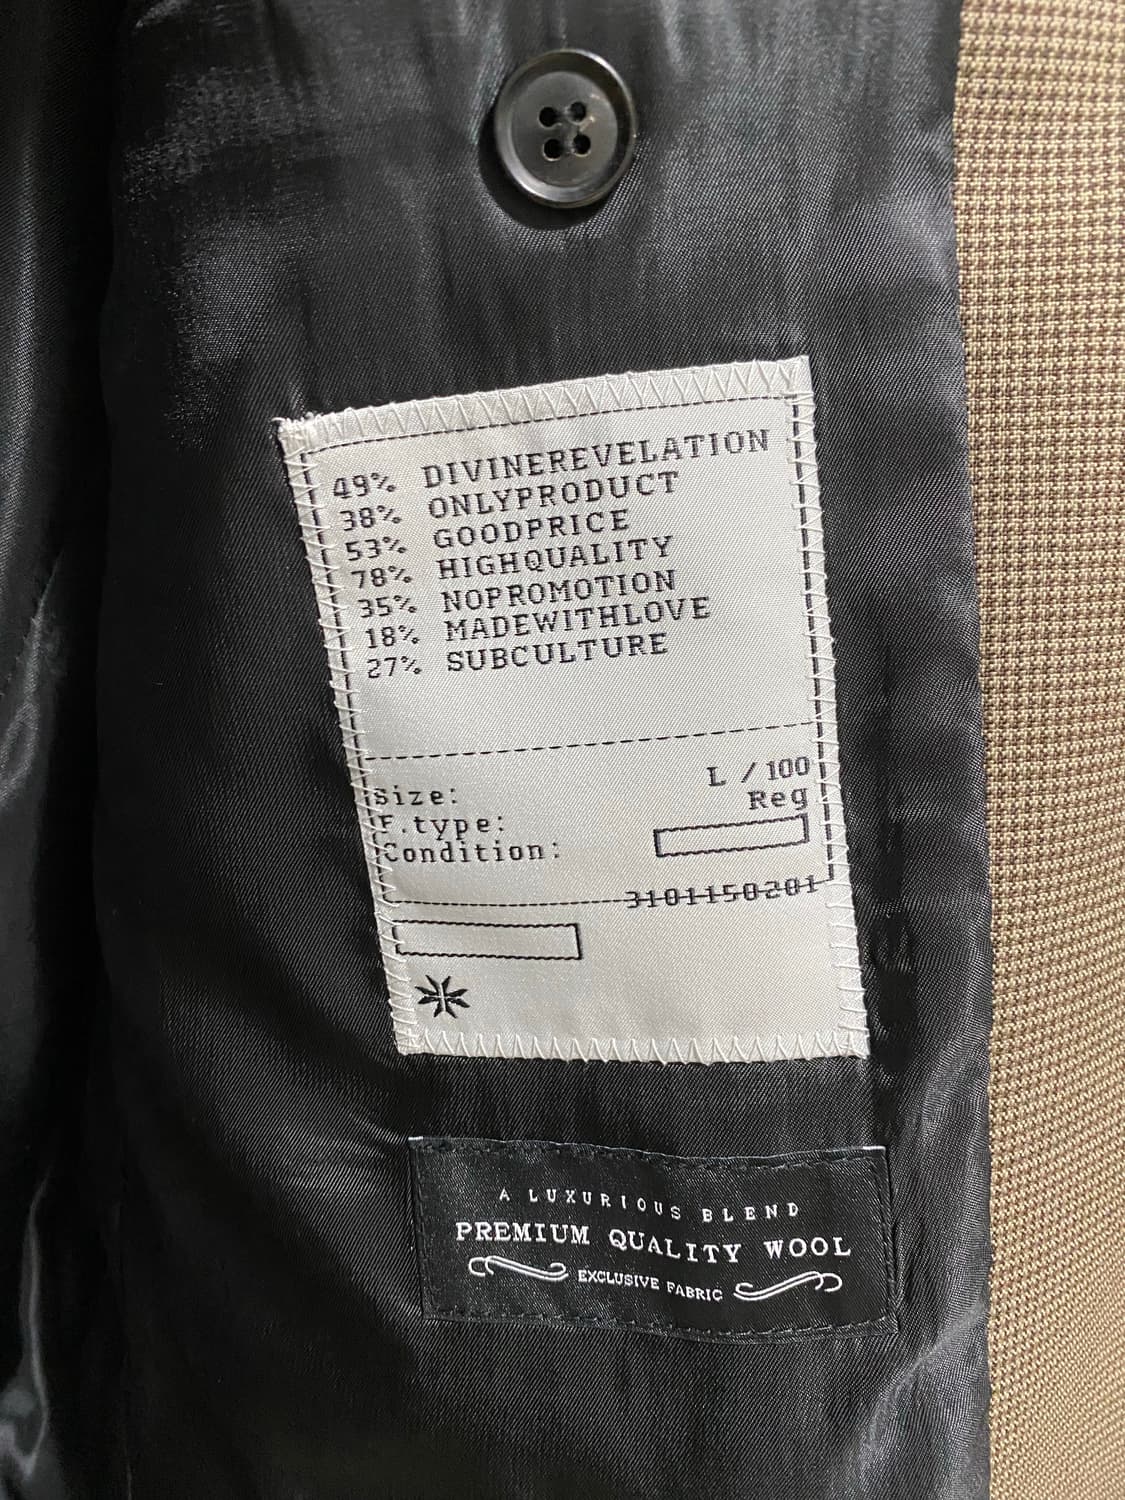 49% DIVINEREVELATION
38% ONLYPRODUCT
53% GOODPRICE
78% HIGHQUALITY
35% NOPROMOTION
18% MADEWITHLOVE
27% SUBCULTURE
Size: L / 100
F.type: Reg
Condition:
3101150201
A LUXURIOUS BLEND
PREMIUM QUALITY WOOL
EXCLUSIVE FABRIC